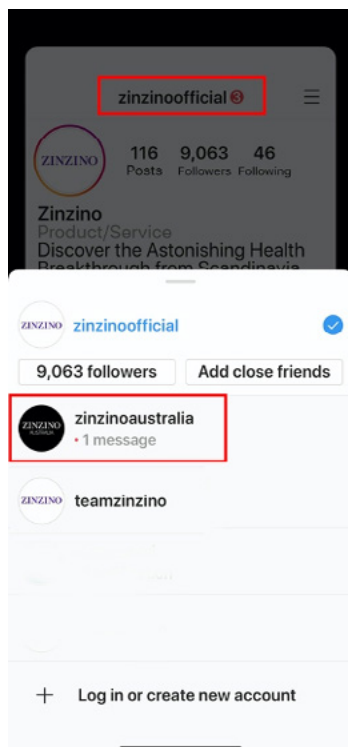 zinzinoofficial 3
ZINZINO
116 9,063 46
Posts Followers Following
Zinzino
Product/Service
Discover the Astonishing Health
Breakthrough from Scandinavia
ZINZINO zinzinoofficial
9,063 followers Add close friends
ZINZINO AUSTRALIA
zinzinoaustralia
• 1 message
ZINZINO teamzinzino
+ Log in or create new account